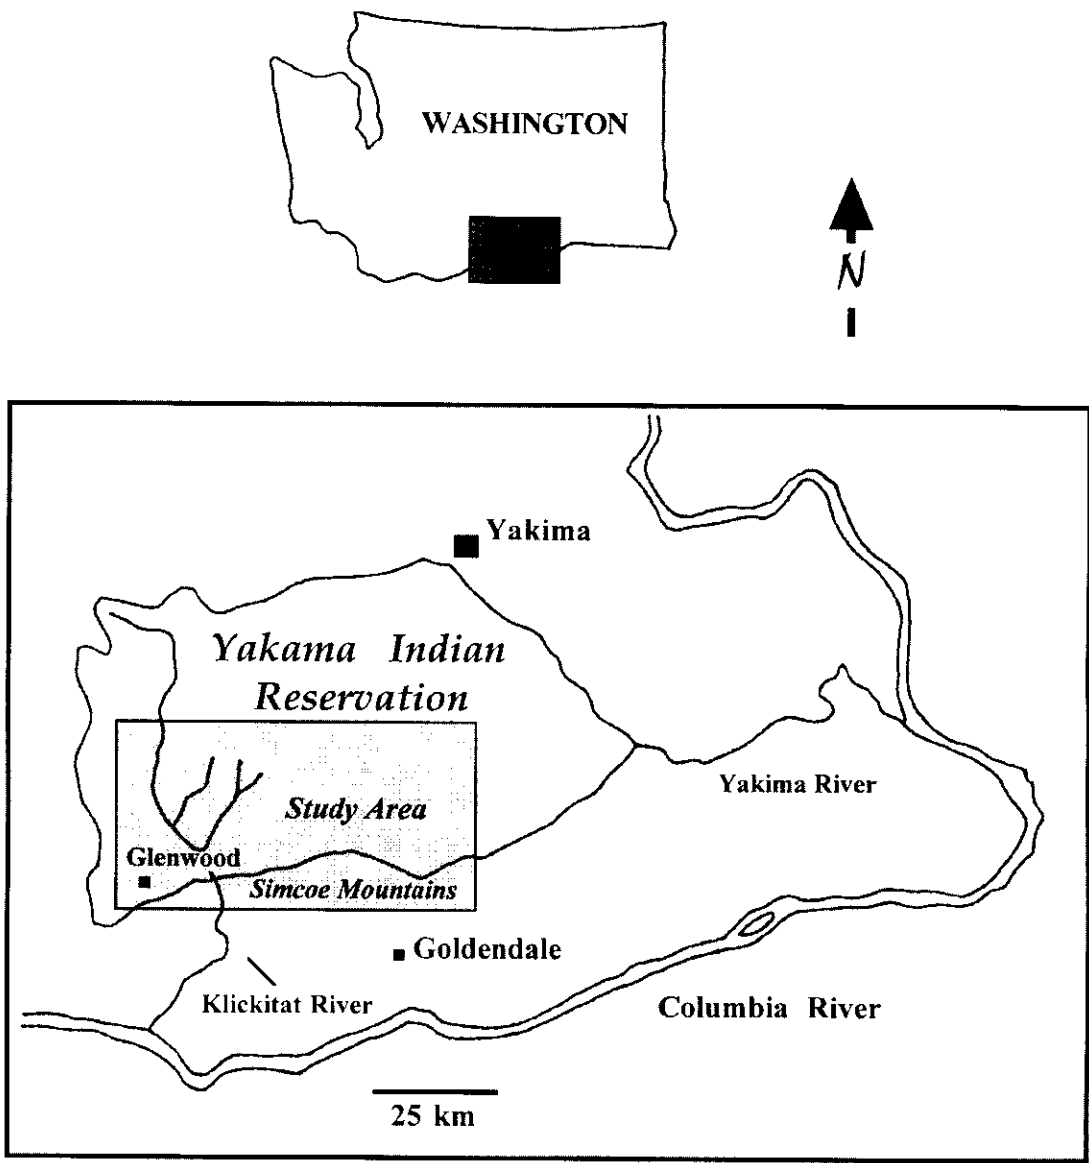 WASHINGTON
N
Yakima
Yakama Indian
Reservation
Yakima River
Study Area
Glenwood
Simcoe Mountains
Goldendale
Klickitat River
Columbia River
25 km